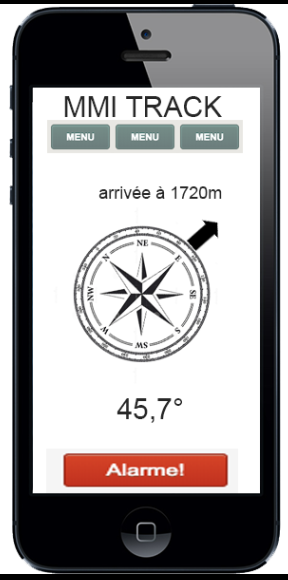 MMI TRACK
MENU MENU MENU
arrivée à 1720m
NE
N E
NW SE
W S
SW
45,7°
Alarme!